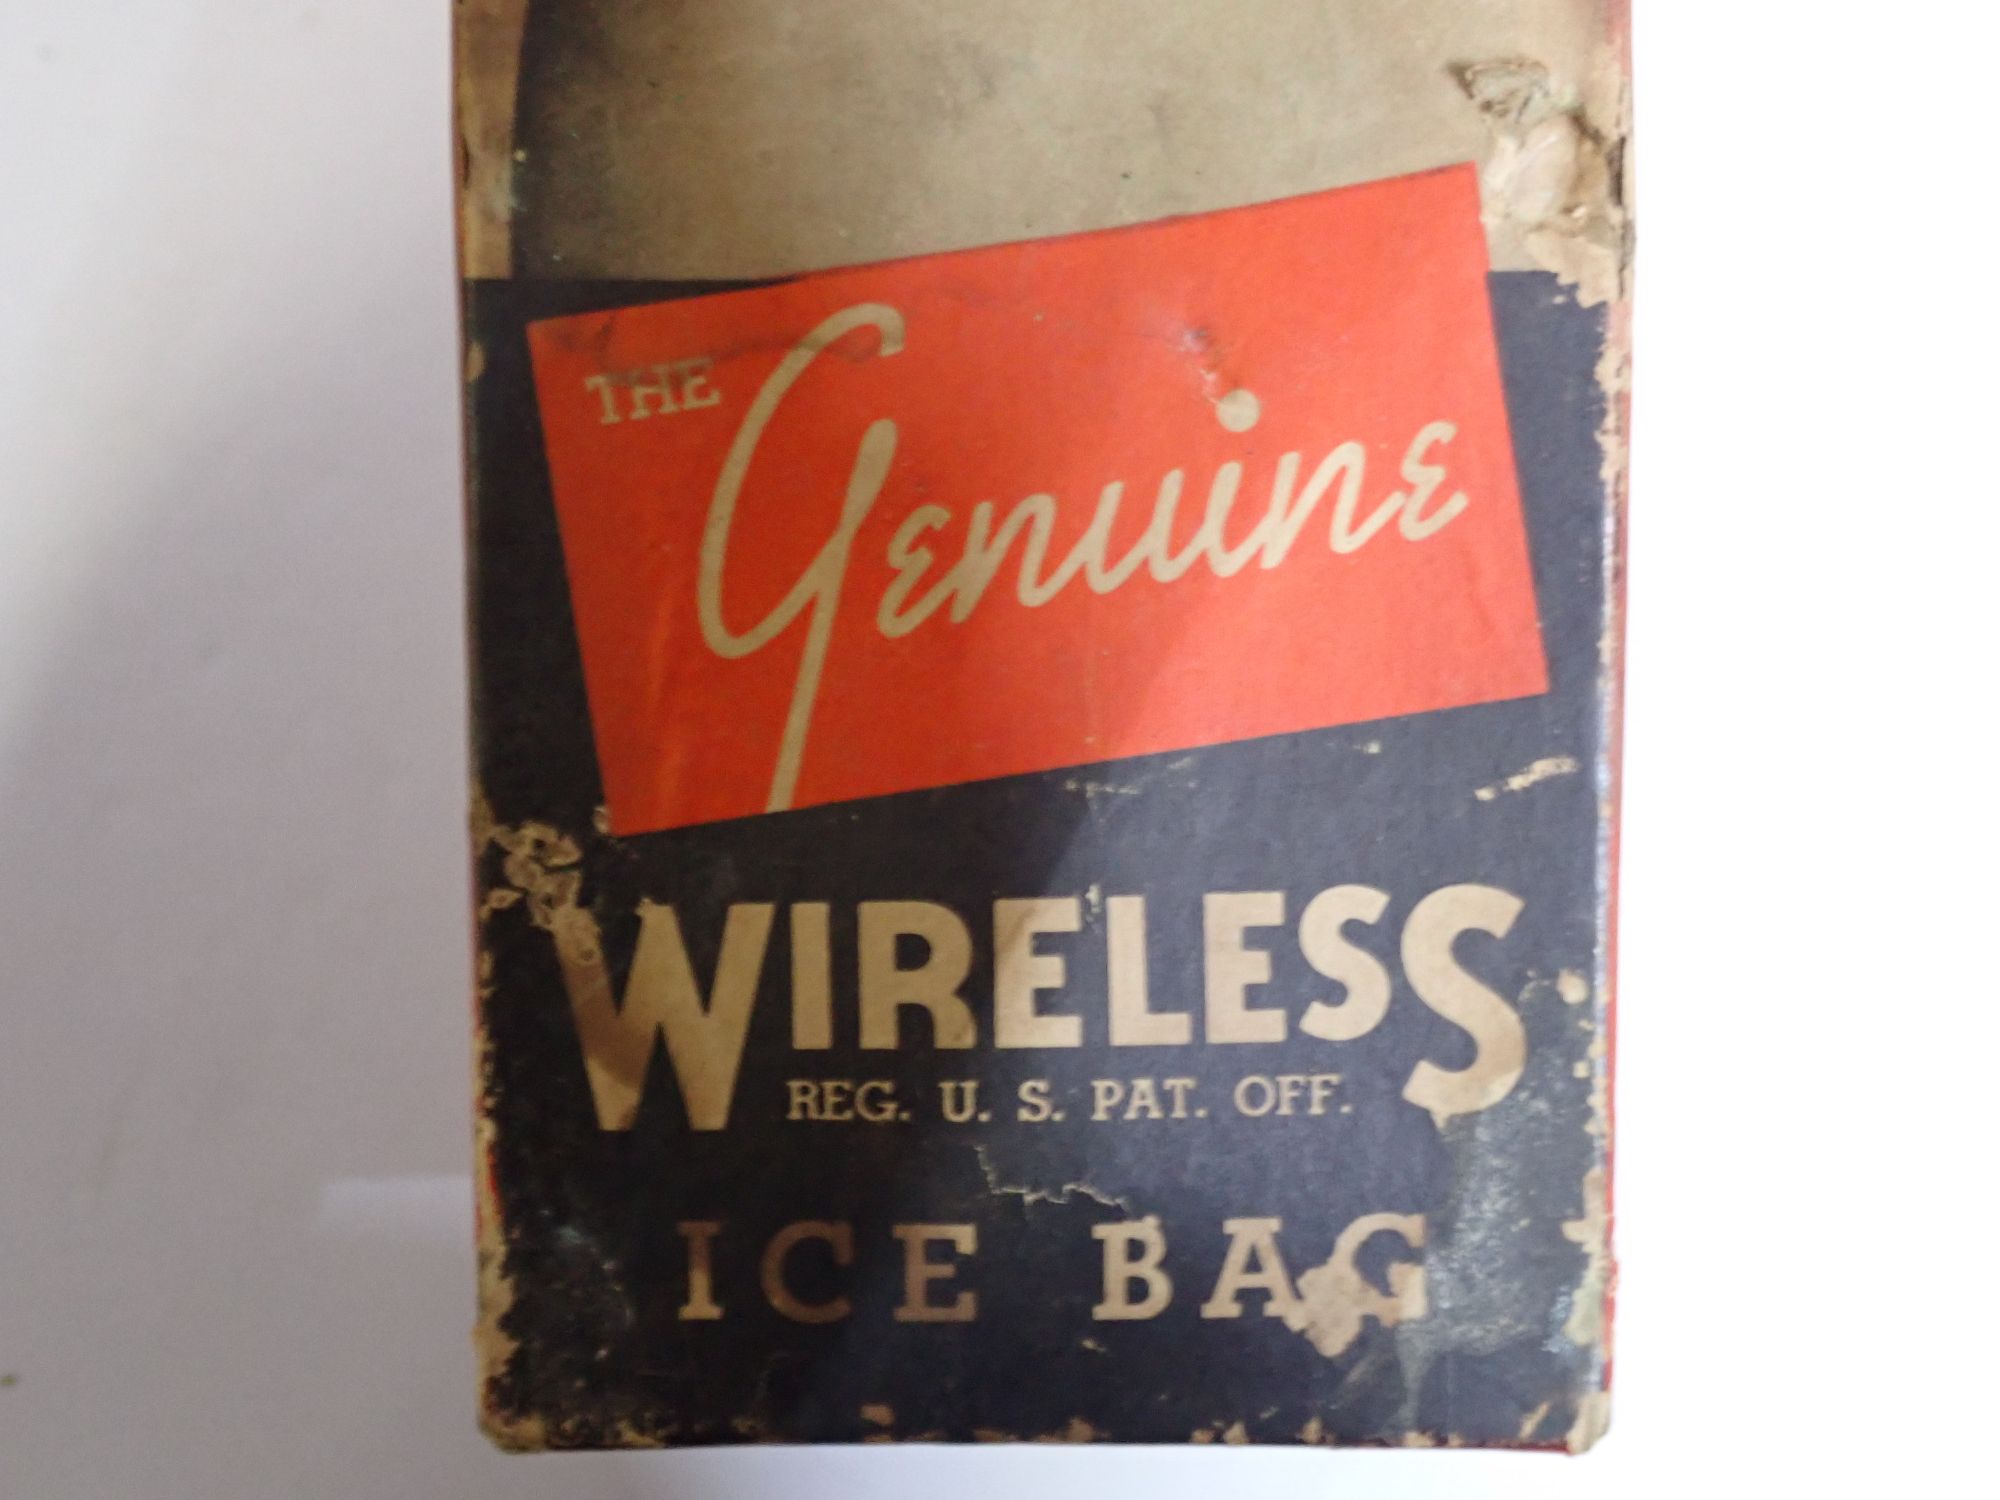 THE
Genuine
WIRELESS
REG. U. S. PAT. OFF.
ICE BAG